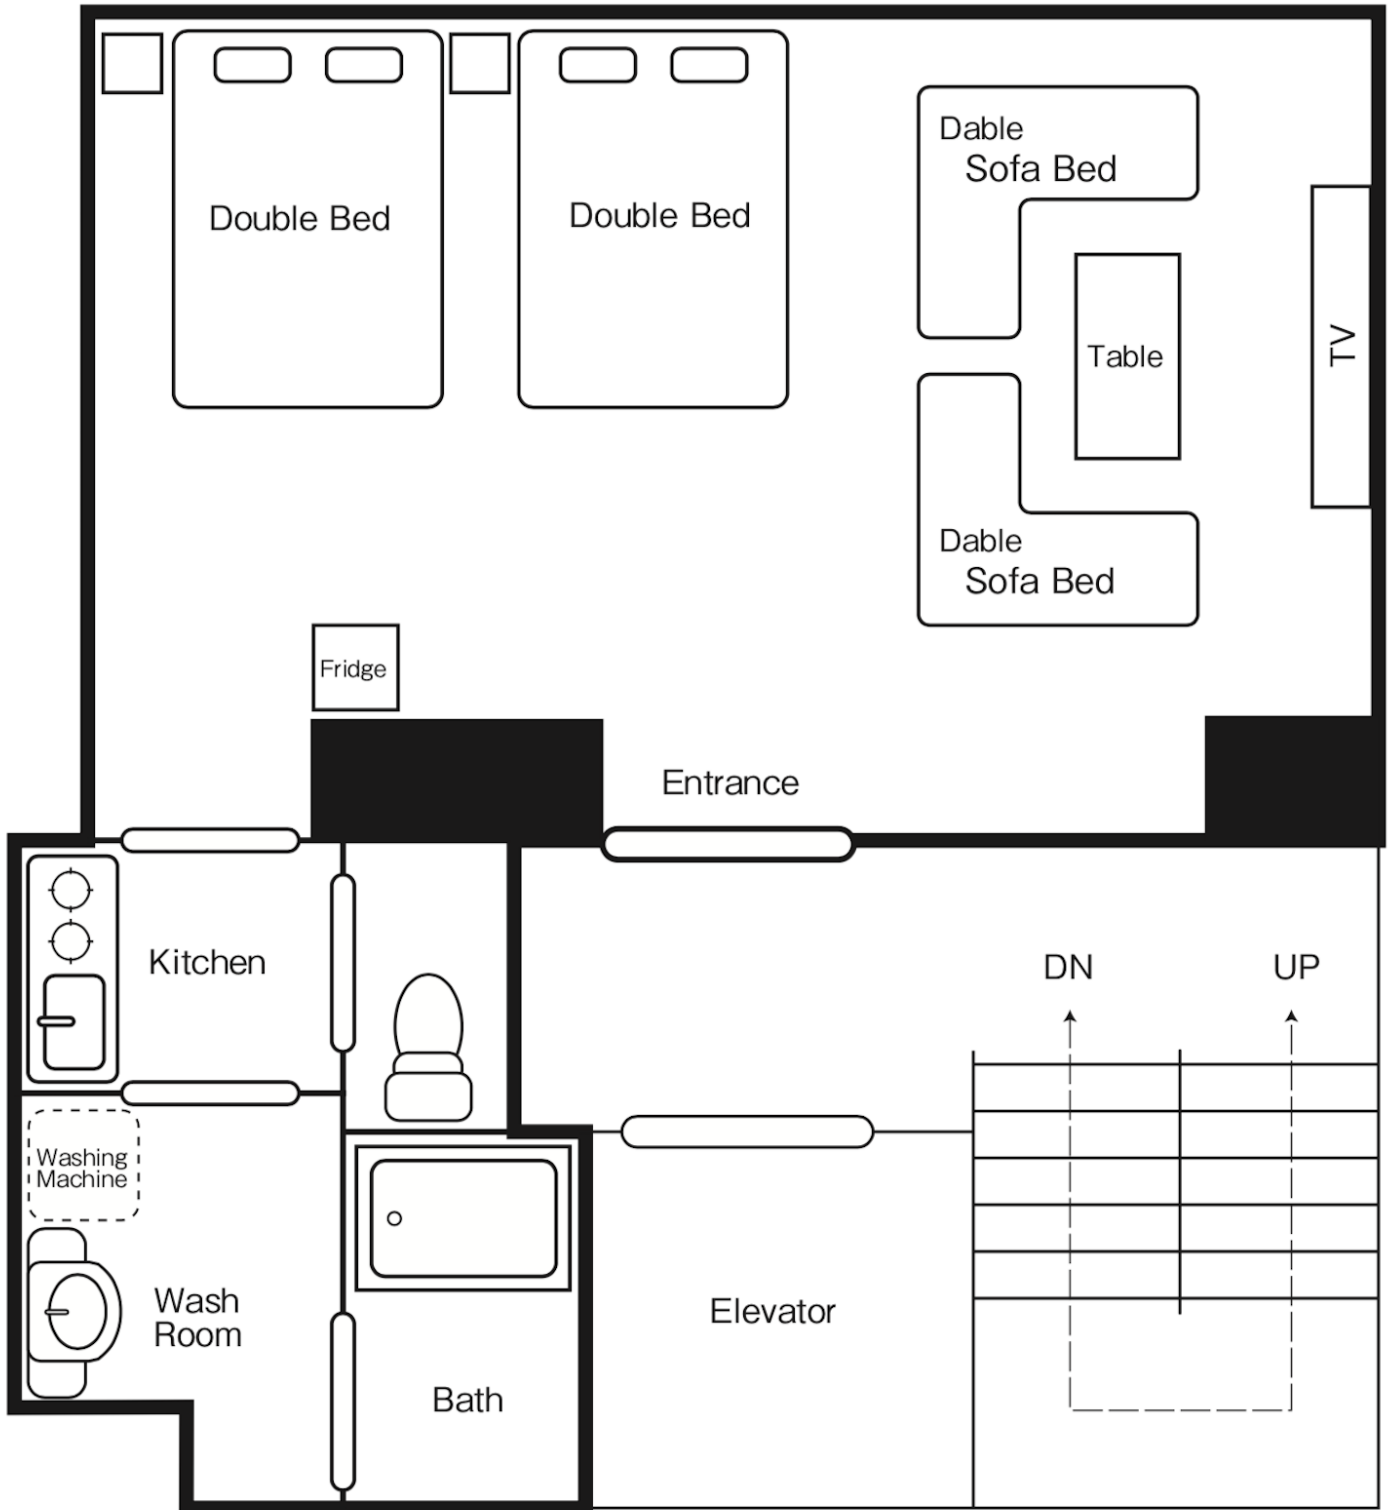 Double Bed
Double Bed
Dable
Sofa Bed
Table
TV
Dable
Sofa Bed
Fridge
Entrance
Kitchen
DN
UP
Washing
Machine
Wash
Room
Elevator
Bath